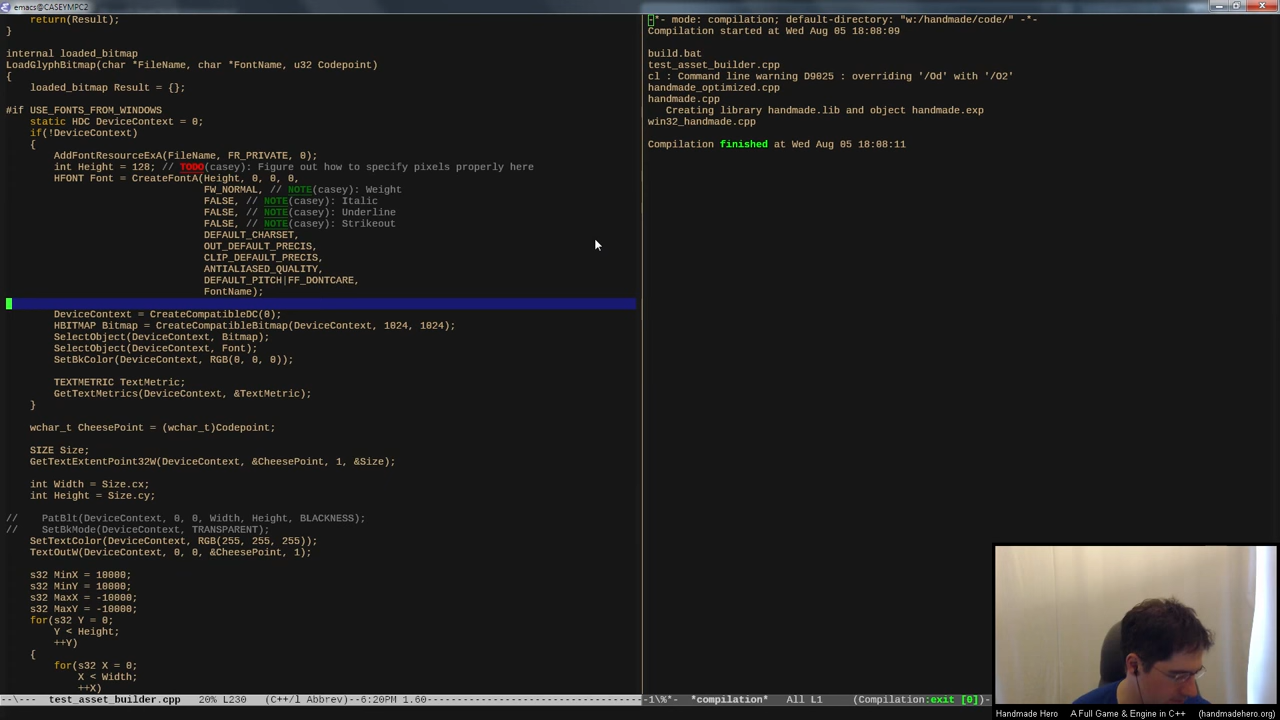 emacs@CASEYMPC2
    return(Result);
}
internal loaded_bitmap
LoadGlyphBitmap(char *FileName, char *FontName, u32 Codepoint)
{
    loaded_bitmap Result = {};
#if USE_FONTS_FROM_WINDOWS
    static HDC DeviceContext = 0;
    if(!DeviceContext)
    {
        AddFontResourceExA(FileName, FR_PRIVATE, 0);
        int Height = 128; // TODO(casey): Figure out how to specify pixels properly here
        HFONT Font = CreateFontA(Height, 0, 0, 0,
                                 FW_NORMAL, // NOTE(casey): Weight
                                 FALSE, // NOTE(casey): Italic
                                 FALSE, // NOTE(casey): Underline
                                 FALSE, // NOTE(casey): Strikeout
                                 DEFAULT_CHARSET,
                                 OUT_DEFAULT_PRECIS,
                                 CLIP_DEFAULT_PRECIS,
                                 ANTIALIASED_QUALITY,
                                 DEFAULT_PITCH|FF_DONTCARE,
                                 FontName);
        DeviceContext = CreateCompatibleDC(0);
        HBITMAP Bitmap = CreateCompatibleBitmap(DeviceContext, 1024, 1024);
        SelectObject(DeviceContext, Bitmap);
        SelectObject(DeviceContext, Font);
        SetBkColor(DeviceContext, RGB(0, 0, 0));
        TEXTMETRIC TextMetric;
        GetTextMetrics(DeviceContext, &TextMetric);
    }
    wchar_t CheesePoint = (wchar_t)Codepoint;
    SIZE Size;
    GetTextExtentPoint32W(DeviceContext, &CheesePoint, 1, &Size);
    int Width = Size.cx;
    int Height = Size.cy;
//    PatBlt(DeviceContext, 0, 0, Width, Height, BLACKNESS);
//    SetBkMode(DeviceContext, TRANSPARENT);
    SetTextColor(DeviceContext, RGB(255, 255, 255));
    TextOutW(DeviceContext, 0, 0, &CheesePoint, 1);
    s32 MinX = 10000;
    s32 MinY = 10000;
    s32 MaxX = -10000;
    s32 MaxY = -10000;
    for(s32 Y = 0;
        Y < Height;
        ++Y)
    {
        for(s32 X = 0;
            X < Width;
            ++X)
--\---  test_asset_builder.cpp   20% L230   (C++/l Abbrev)--6:20PM 1.60
-*- mode: compilation; default-directory: "w:/handmade/code/" -*-
Compilation started at Wed Aug 05 18:08:09
build.bat
test_asset_builder.cpp
cl : Command line warning D9025 : overriding '/Od' with '/O2'
handmade_optimized.cpp
handmade.cpp
   Creating library handmade.lib and object handmade.exp
win32_handmade.cpp
Compilation finished at Wed Aug 05 18:08:11
-1\%*-  *compilation*   All L1     (Compilation:exit [0])-
Handmade Hero   A Full Game & Engine in C++   (handmadehero.org)